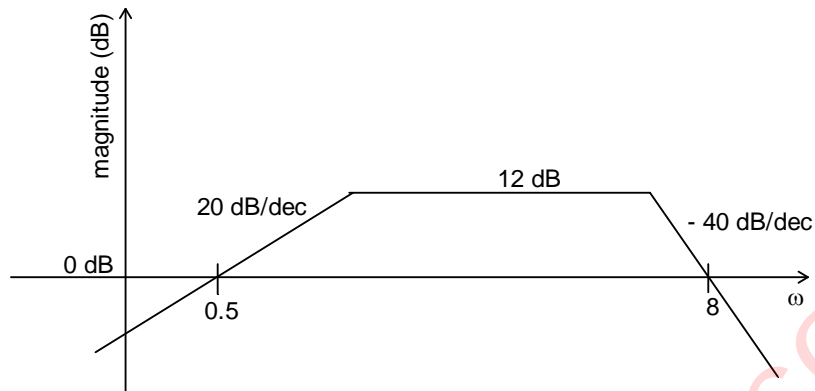 magnitude (dB)
12 dB
20 dB/dec
- 40 dB/dec
0 dB
0.5
8
ω